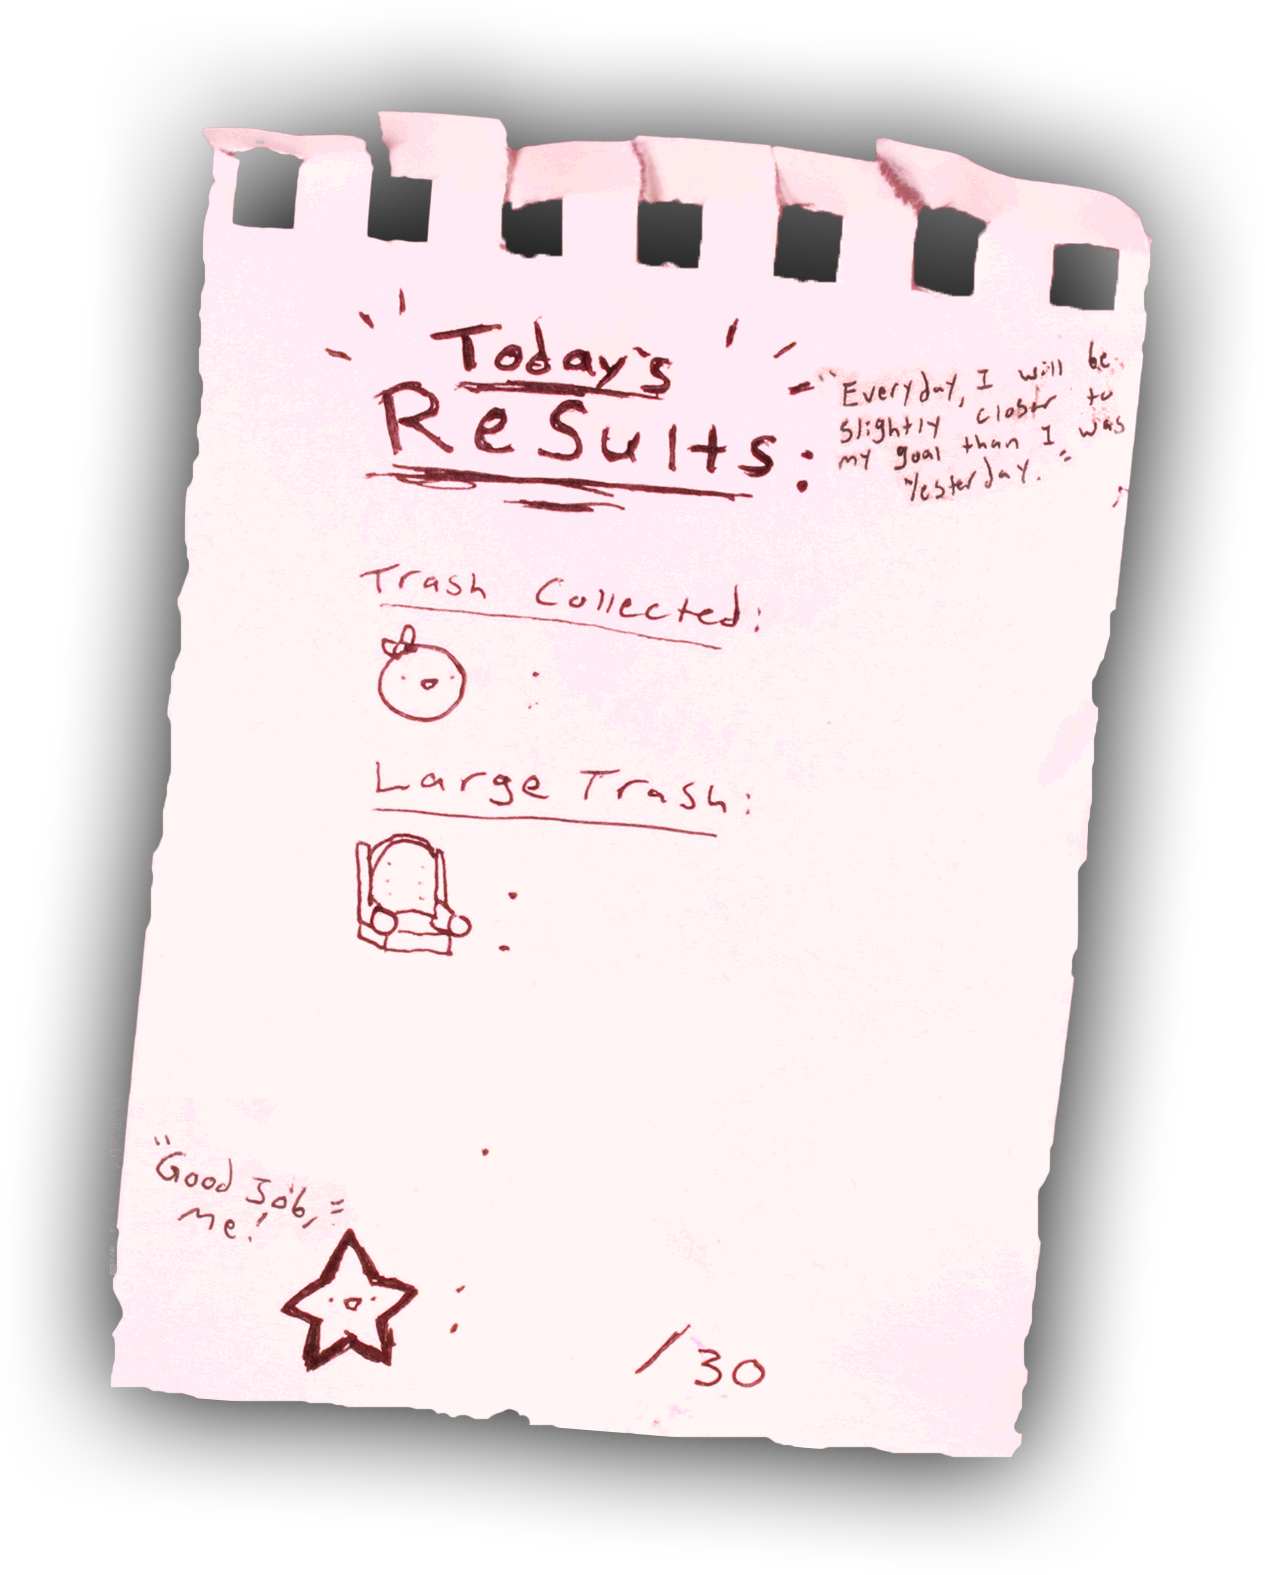 Today's
Results:
"Everyday, I will be
slightly closer to
my goal than I was
Yesterday."
Trash Collected:
:
Large Trash:
:
"Good Job,"
me!
:
/30